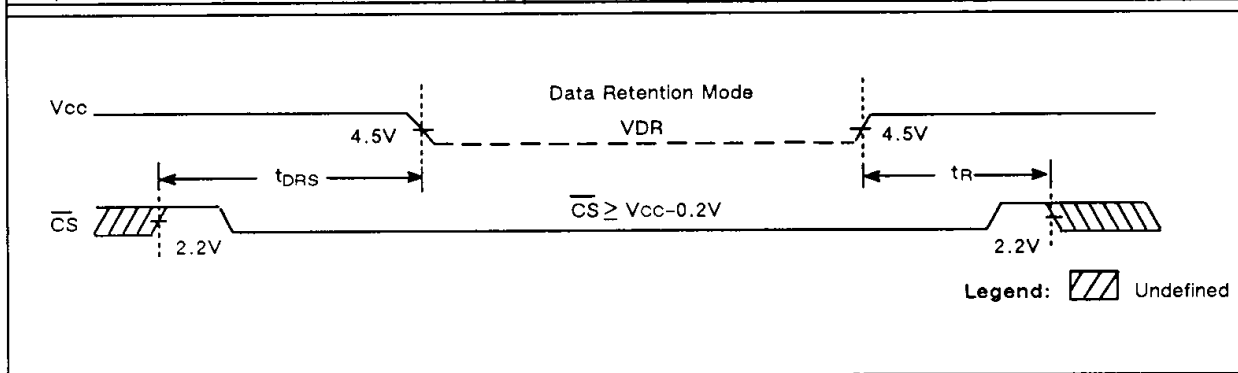 Data Retention Mode
Vcc
4.5V
VDR
4.5V
tDRS
tR
CS
CS ≥ Vcc-0.2V
2.2V
2.2V
Legend: Undefined